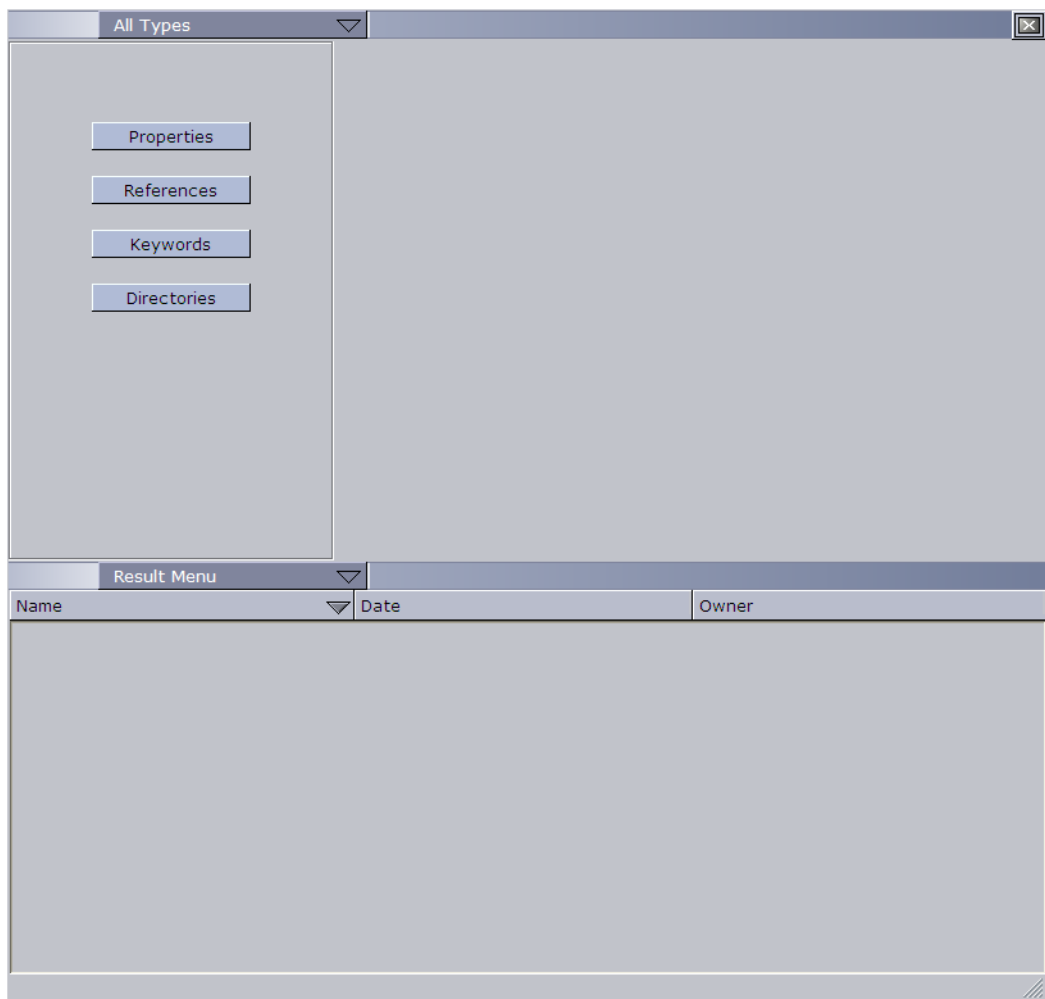 All Types
Properties
References
Keywords
Directories
Result Menu
Name Date Owner